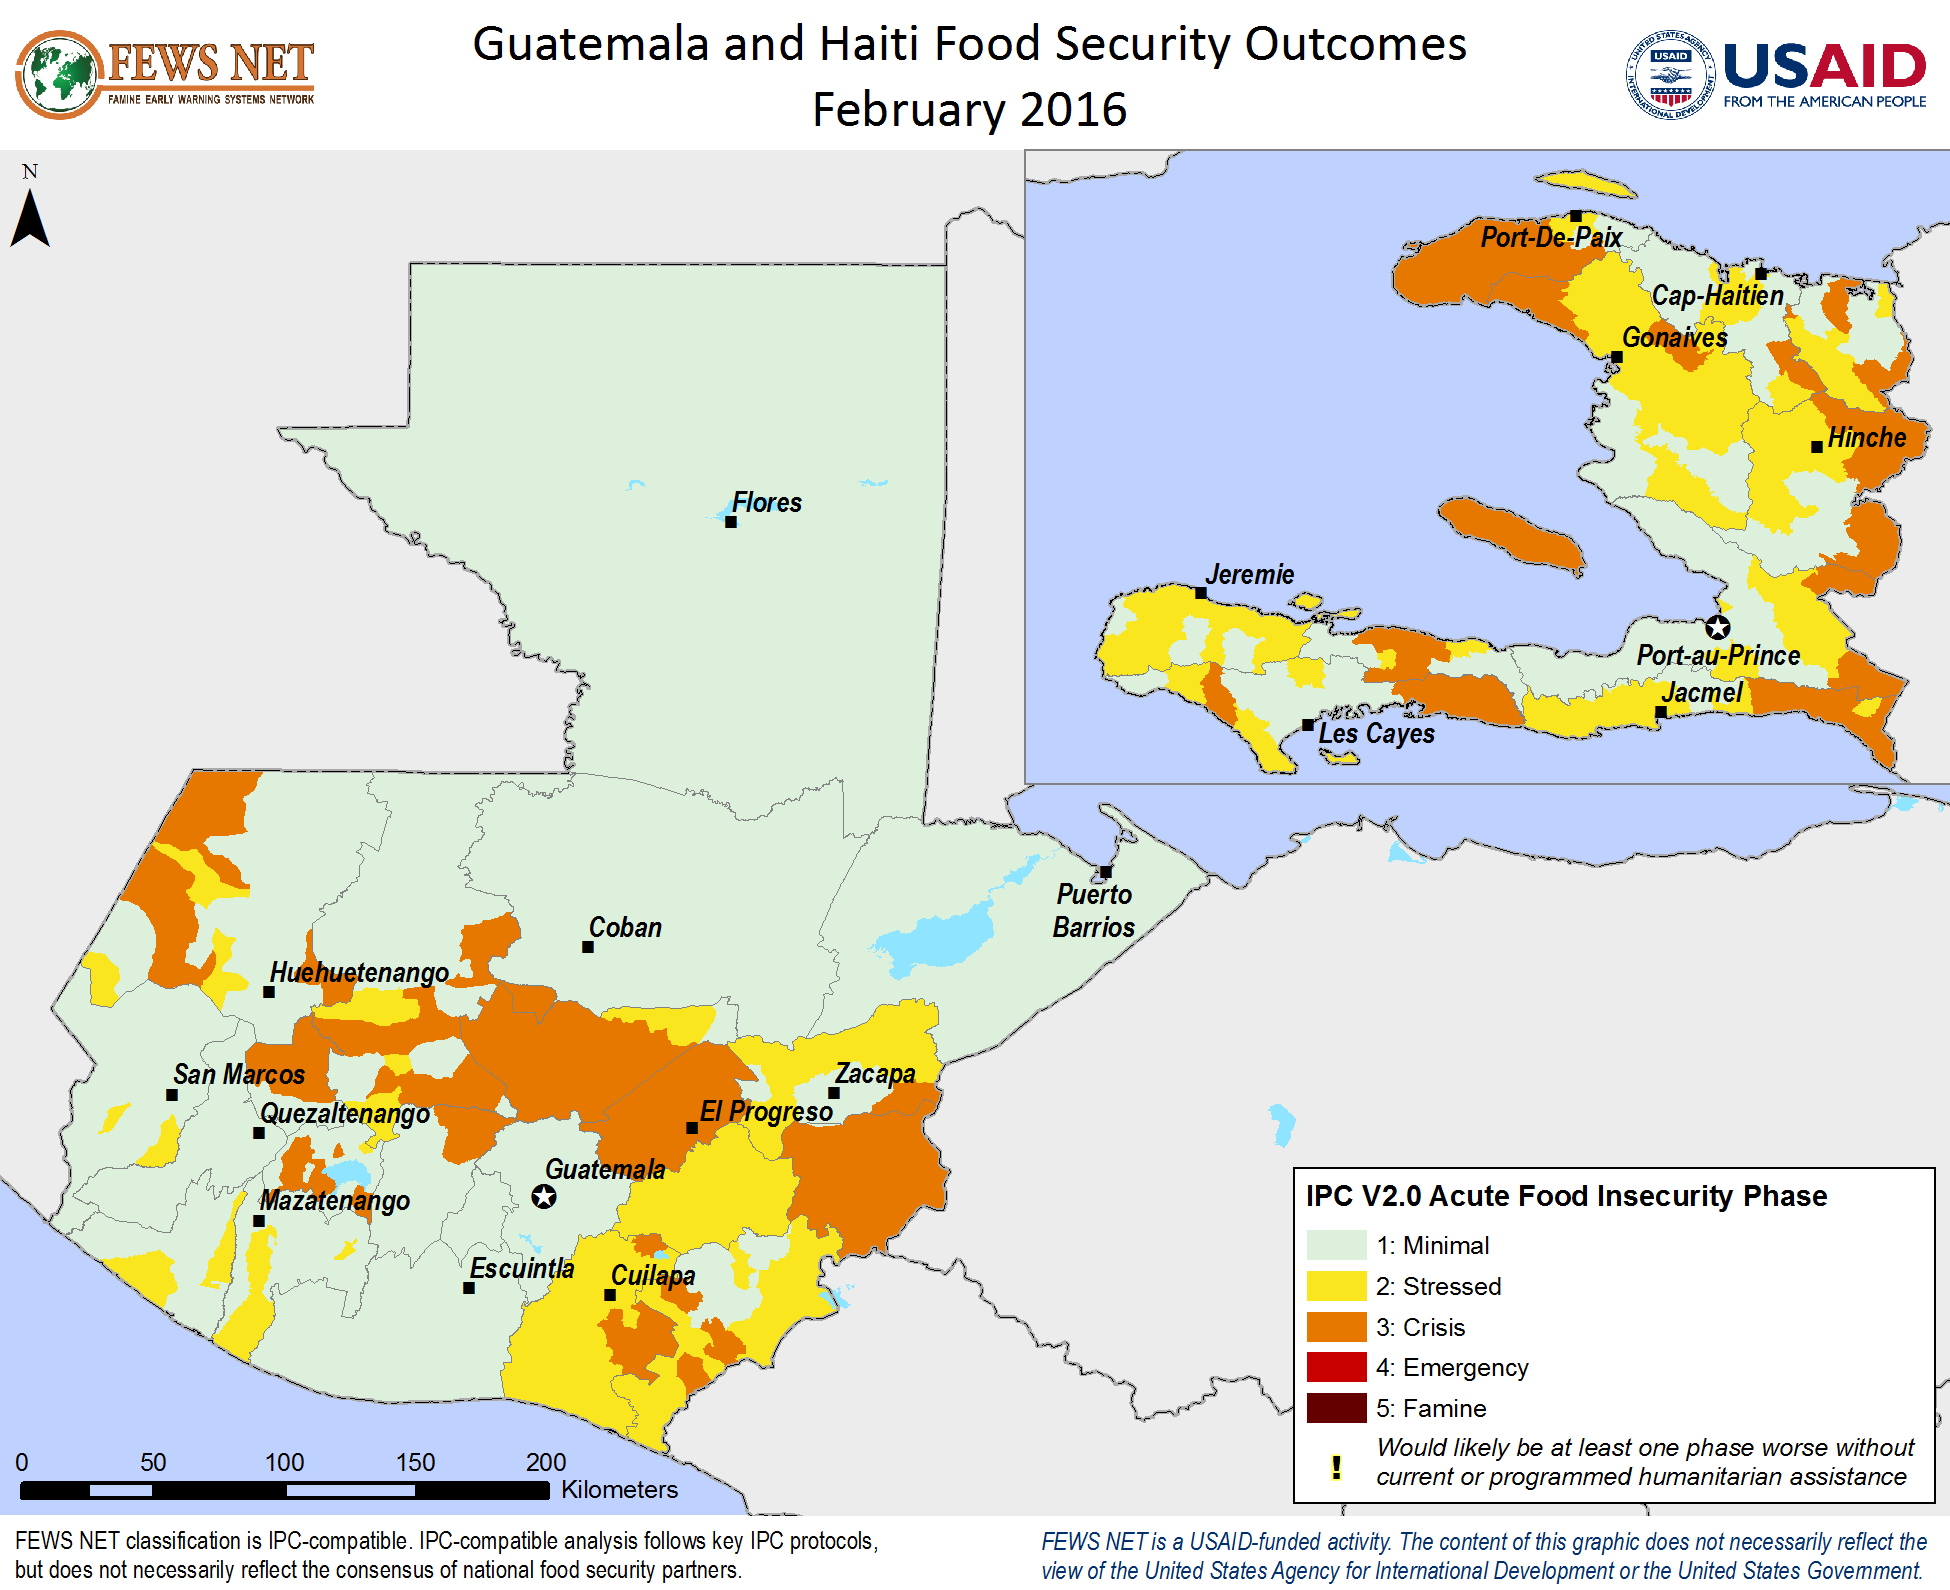 FEWS NET
FAMINE EARLY WARNING SYSTEMS NETWORK
Guatemala and Haiti Food Security Outcomes
February 2016
UNITED STATES AGENCY
USAID
INTERNATIONAL DEVELOPMENT
USAID
FROM THE AMERICAN PEOPLE
N
Port-De-Paix
Cap-Haitien
Gonaives
Hinche
Jeremie
Port-au-Prince
Jacmel
Les Cayes
Flores
Puerto
Barrios
Coban
Huehuetenango
San Marcos
Zacapa
Quezaltenango
El Progreso
Guatemala
Mazatenango
Escuintla
Cuilapa
IPC V2.0 Acute Food Insecurity Phase
1: Minimal
2: Stressed
3: Crisis
4: Emergency
5: Famine
! Would likely be at least one phase worse without
current or programmed humanitarian assistance
0 50 100 150 200
Kilometers
FEWS NET classification is IPC-compatible. IPC-compatible analysis follows key IPC protocols,
but does not necessarily reflect the consensus of national food security partners.
FEWS NET is a USAID-funded activity. The content of this graphic does not necessarily reflect the
view of the United States Agency for International Development or the United States Government.